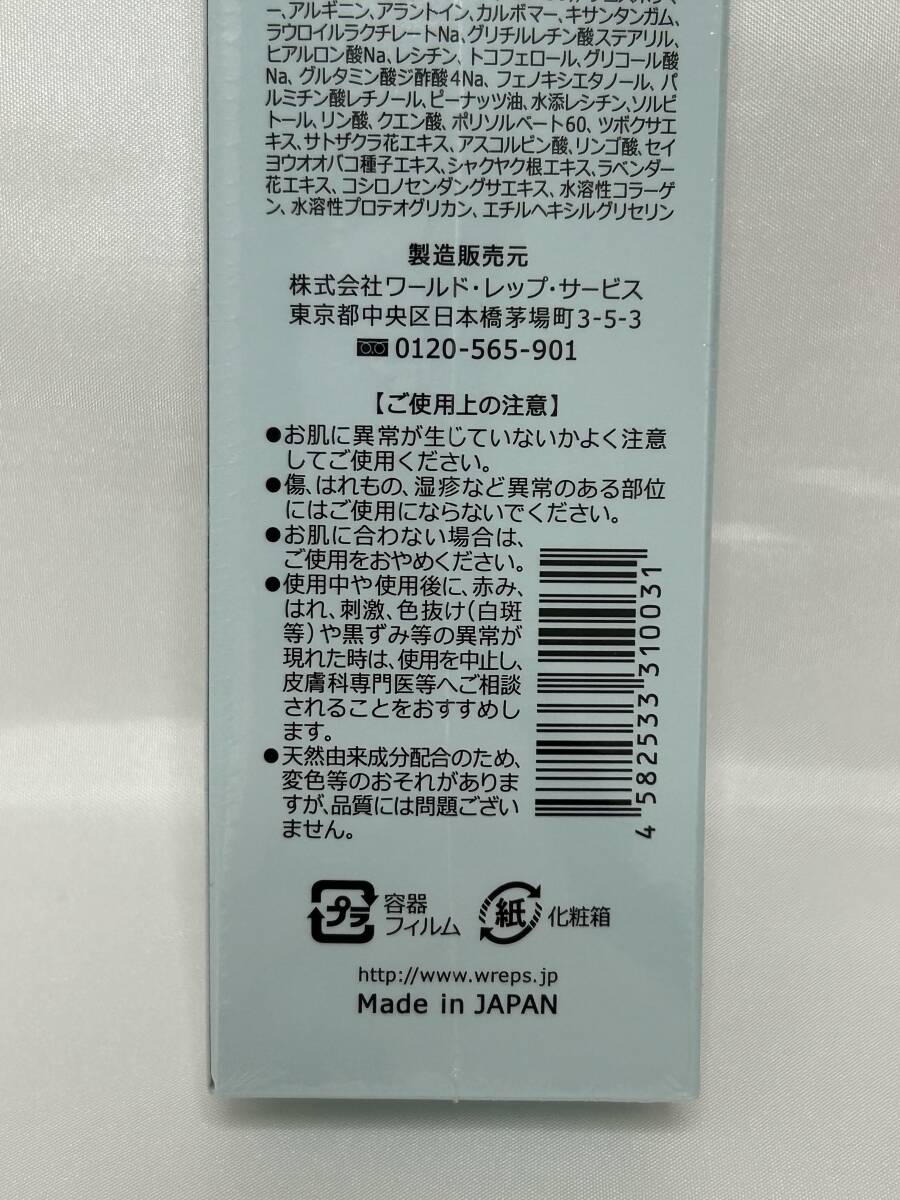 ー、アルギニン、アラントイン、カルボマー、キサンタンガム、
ラウロイルラクチレートNa、グリチルレチン酸ステアリル、
ヒアルロン酸Na、レシチン、トコフェロール、グリコール酸
Na、グルタミン酸ジ酢酸4Na、フェノキシエタノール、パ
ルミチン酸レチノール、ピーナッツ油、水添レシチン、ソルビ
トール、リン酸、クエン酸、ポリソルベート60、ツボクサエ
キス、サトザクラ花エキス、アスコルビン酸、リンゴ酸、セイ
ヨウオオバコ種子エキス、シャクヤク根エキス、ラベンダー
花エキス、コシロノセンダングサエキス、水溶性コラーゲ
ン、水溶性プロテオグリカン、エチルヘキシルグリセリン
製造販売元
株式会社ワールド・レップ・サービス
東京都中央区日本橋茅場町3-5-3
0120-565-901
【ご使用上の注意】
●お肌に異常が生じていないかよく注意
してご使用ください。
●傷、はれもの、湿疹など異常のある部位
にはご使用にならないでください。
●お肌に合わない場合は、
ご使用をおやめください。
●使用中や使用後に、赤み、
はれ、刺激、色抜け(白斑
等)や黒ずみ等の異常が
現れた時は、使用を中止し、
皮膚科専門医等へご相談
されることをおすすめし
ます。
●天然由来成分配合のため、
変色等のおそれがありま
すが、品質には問題ござい
ません。
4 582533 310031
プラ 容器
フィルム
紙 化粧箱
http://www.wreps.jp
Made in JAPAN